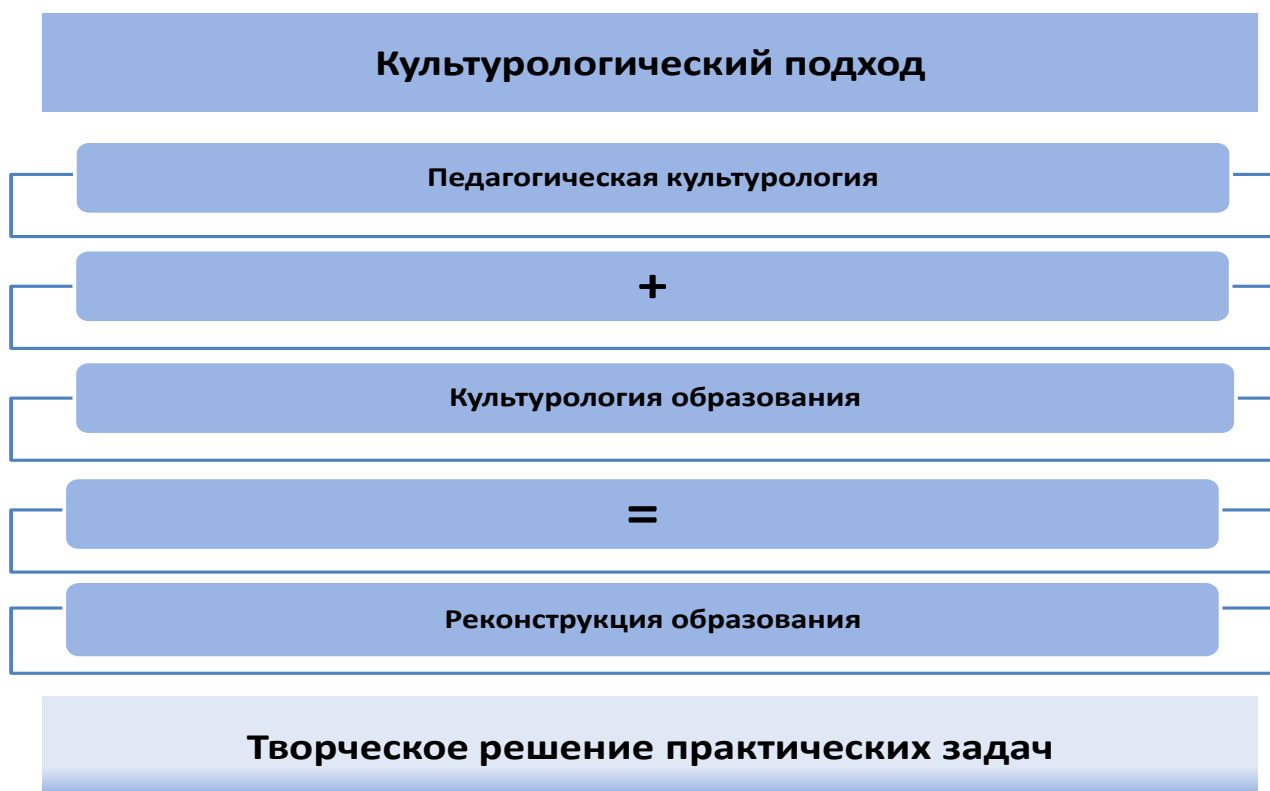 Культурологический подход
Педагогическая культурология
+
Культурология образования
=
Реконструкция образования
Творческое решение практических задач